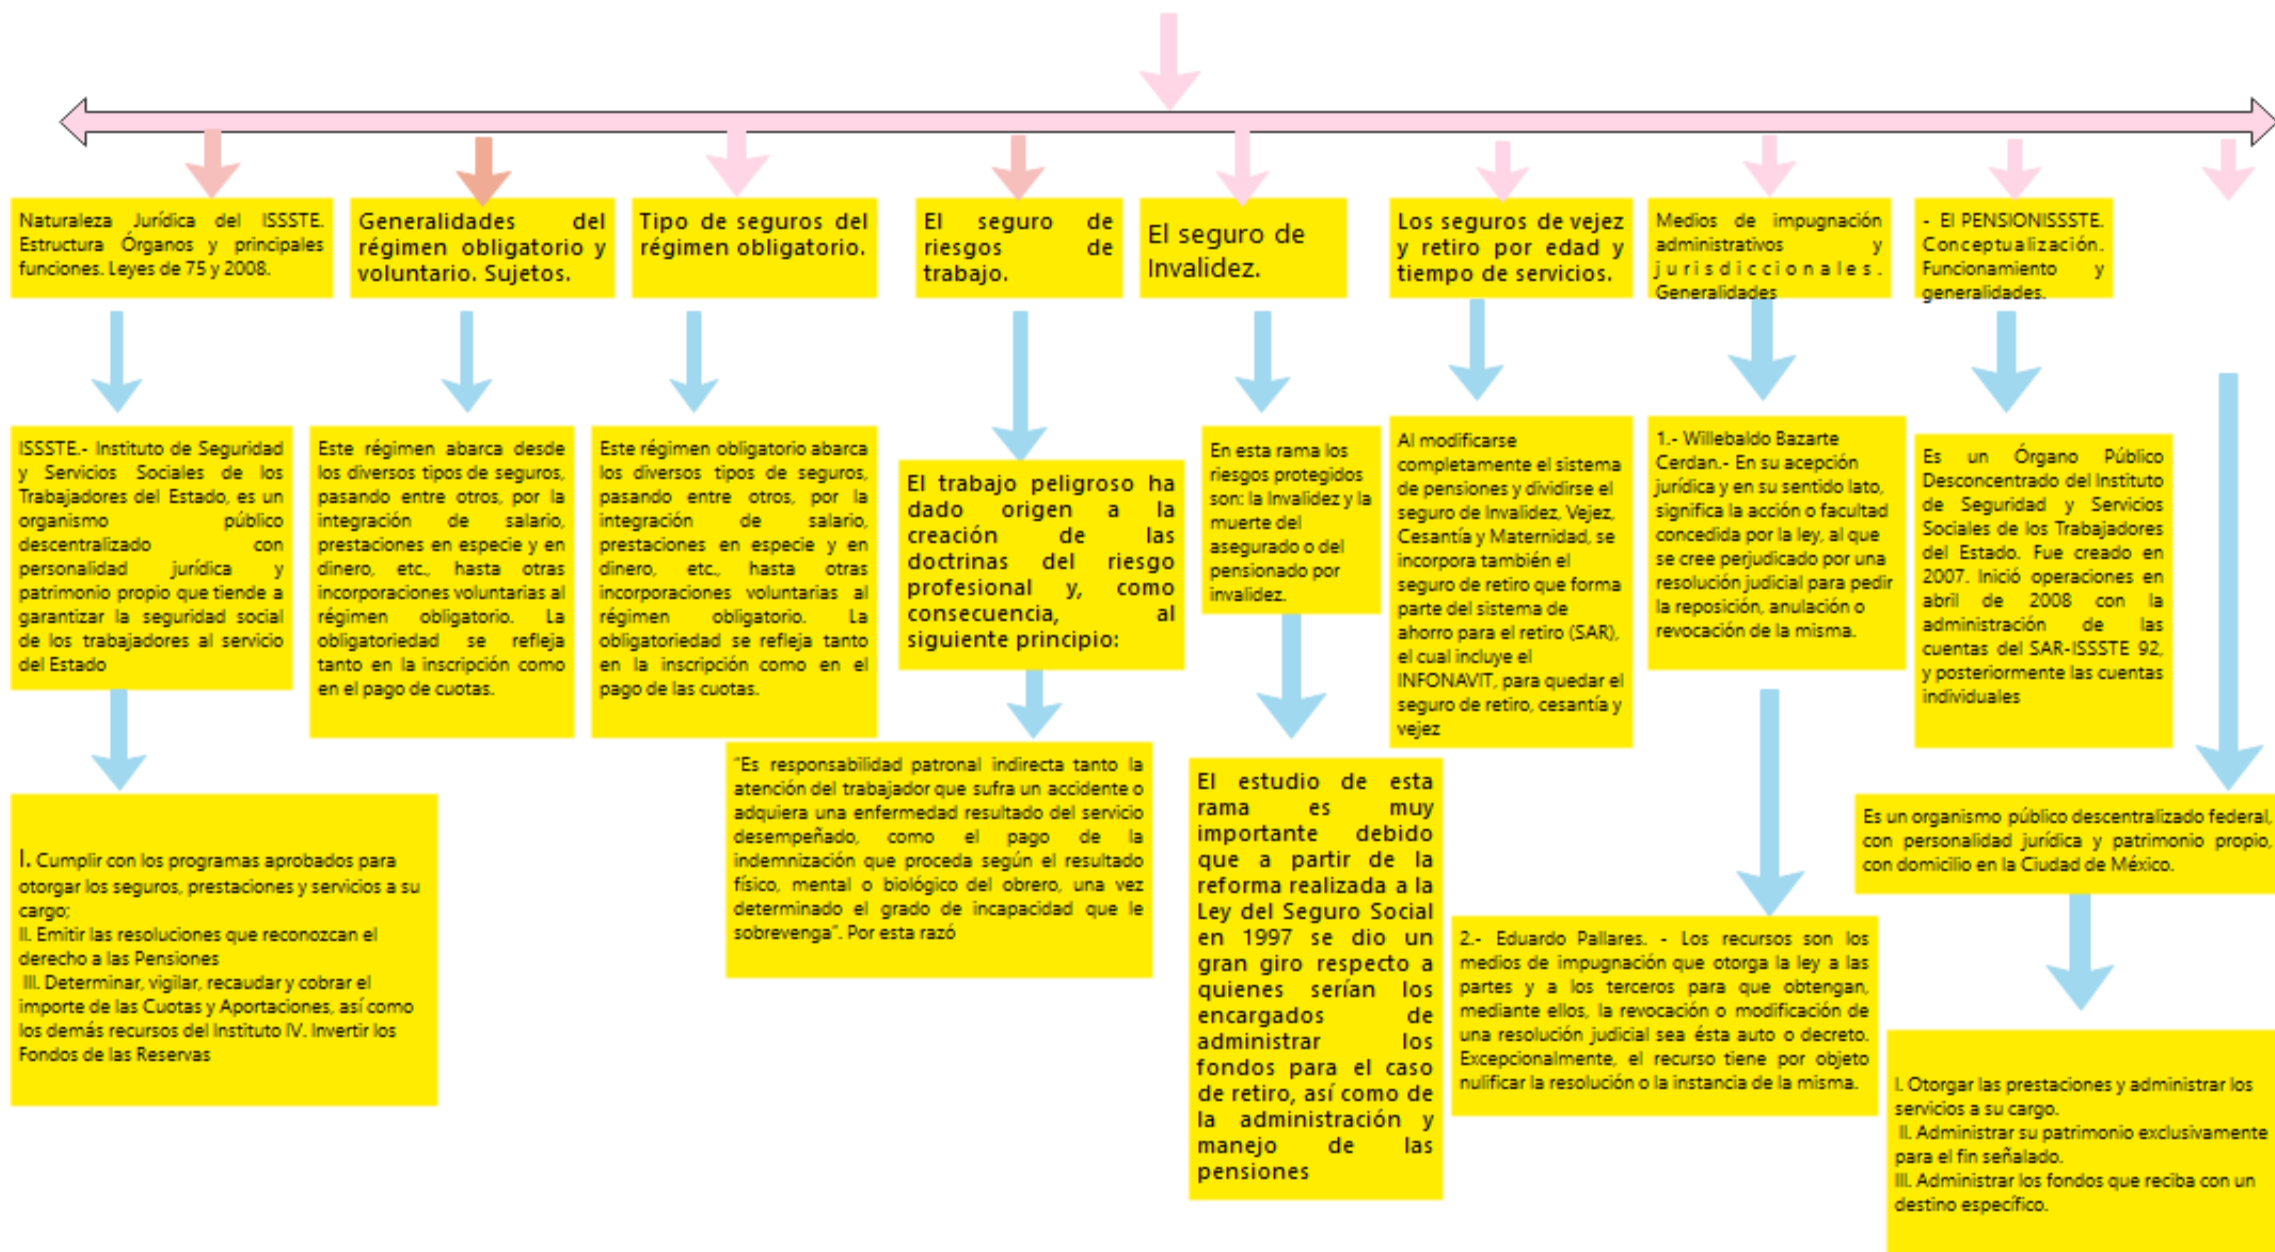 Naturaleza Jurídica del ISSSTE.
Estructura Órganos y principales
funciones. Leyes de 75 y 2008.
Generalidades del
régimen obligatorio y
voluntario. Sujetos.
Tipo de seguros del
régimen obligatorio.
El seguro de
riesgos de
trabajo.
El seguro de
Invalidez.
Los seguros de vejez
y retiro por edad y
tiempo de servicios.
Medios de impugnación
administrativos y
jurisdiccionales.
Generalidades
- El PENSIONISSSTE.
Conceptualización.
Funcionamiento y
generalidades.
ISSSTE.- Instituto de Seguridad
y Servicios Sociales de los
Trabajadores del Estado, es un
organismo público
descentralizado con
personalidad jurídica y
patrimonio propio que tiende a
garantizar la seguridad social
de los trabajadores al servicio
del Estado
Este régimen abarca desde
los diversos tipos de seguros,
pasando entre otros, por la
integración de salario,
prestaciones en especie y en
dinero, etc., hasta otras
incorporaciones voluntarias al
régimen obligatorio. La
obligatoriedad se refleja
tanto en la inscripción como
en el pago de cuotas.
Este régimen obligatorio abarca
los diversos tipos de seguros,
pasando entre otros, por la
integración de salario,
prestaciones en especie y en
dinero, etc., hasta otras
incorporaciones voluntarias al
régimen obligatorio. La
obligatoriedad se refleja tanto
en la inscripción como en el
pago de las cuotas.
El trabajo peligroso ha
dado origen a la
creación de las
doctrinas del riesgo
profesional y, como
consecuencia, al
siguiente principio:
En esta rama los
riesgos protegidos
son: la Invalidez y la
muerte del
asegurado o del
pensionado por
invalidez.
Al modificarse
completamente el sistema
de pensiones y dividirse el
seguro de Invalidez, Vejez,
Cesantía y Maternidad, se
incorpora también el
seguro de retiro que forma
parte del sistema de
ahorro para el retiro (SAR),
el cual incluye el
INFONAVIT, para quedar el
seguro de retiro, cesantía y
vejez
1.- Willebaldo Bazarte
Cerdan.- En su acepción
jurídica y en su sentido lato,
significa la acción o facultad
concedida por la ley, al que
se cree perjudicado por una
resolución judicial para pedir
la reposición, anulación o
revocación de la misma.
Es un Órgano Público
Desconcentrado del Instituto
de Seguridad y Servicios
Sociales de los Trabajadores
del Estado. Fue creado en
2007. Inició operaciones en
abril de 2008 con la
administración de las
cuentas del SAR-ISSSTE 92,
y posteriormente las cuentas
individuales
I. Cumplir con los programas aprobados para
otorgar los seguros, prestaciones y servicios a su
cargo;
II. Emitir las resoluciones que reconozcan el
derecho a las Pensiones
III. Determinar, vigilar, recaudar y cobrar el
importe de las Cuotas y Aportaciones, así como
los demás recursos del Instituto IV. Invertir los
Fondos de las Reservas
"Es responsabilidad patronal indirecta tanto la
atención del trabajador que sufra un accidente o
adquiera una enfermedad resultado del servicio
desempeñado, como el pago de la
indemnización que proceda según el resultado
físico, mental o biológico del obrero, una vez
determinado el grado de incapacidad que le
sobrevenga". Por esta razó
El estudio de esta
rama es muy
importante debido
que a partir de la
reforma realizada a la
Ley del Seguro Social
en 1997 se dio un
gran giro respecto a
quienes serían los
encargados de
administrar los
fondos para el caso
de retiro, así como de
la administración y
manejo de las
pensiones
2.- Eduardo Pallares. - Los recursos son los
medios de impugnación que otorga la ley a las
partes y a los terceros para que obtengan,
mediante ellos, la revocación o modificación de
una resolución judicial sea ésta auto o decreto.
Excepcionalmente, el recurso tiene por objeto
nulificar la resolución o la instancia de la misma.
Es un organismo público descentralizado federal,
con personalidad jurídica y patrimonio propio,
con domicilio en la Ciudad de México.
I. Otorgar las prestaciones y administrar los
servicios a su cargo.
II. Administrar su patrimonio exclusivamente
para el fin señalado.
III. Administrar los fondos que reciba con un
destino específico.